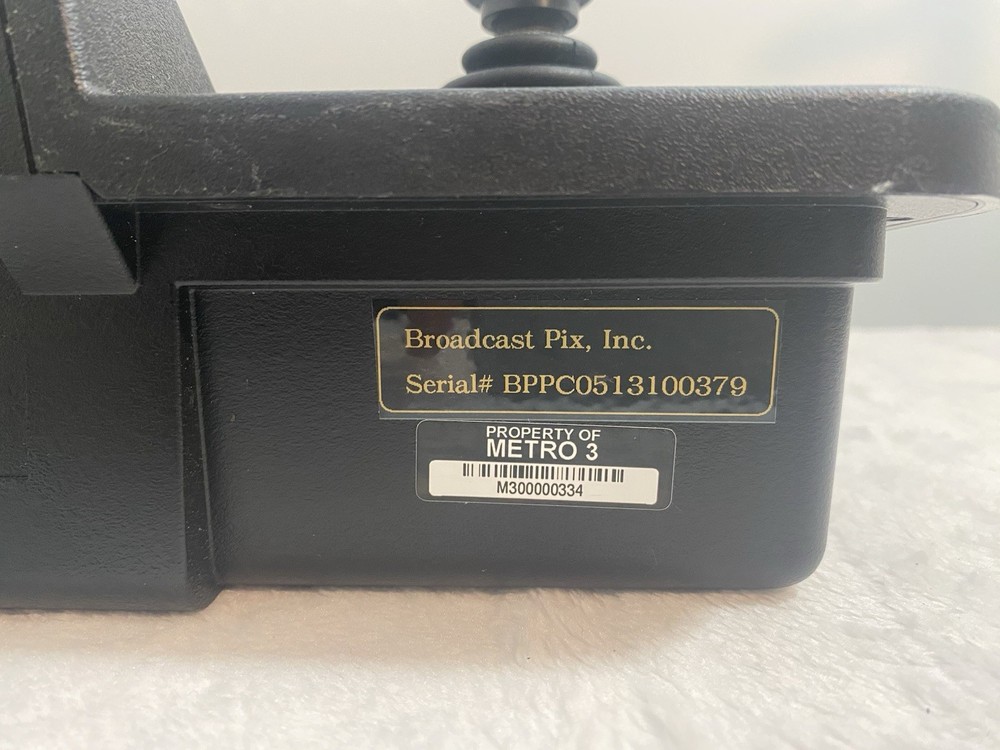 Broadcast Pix, Inc.
Serial# BPPC0513100379
PROPERTY OF
METRO 3
M300000334